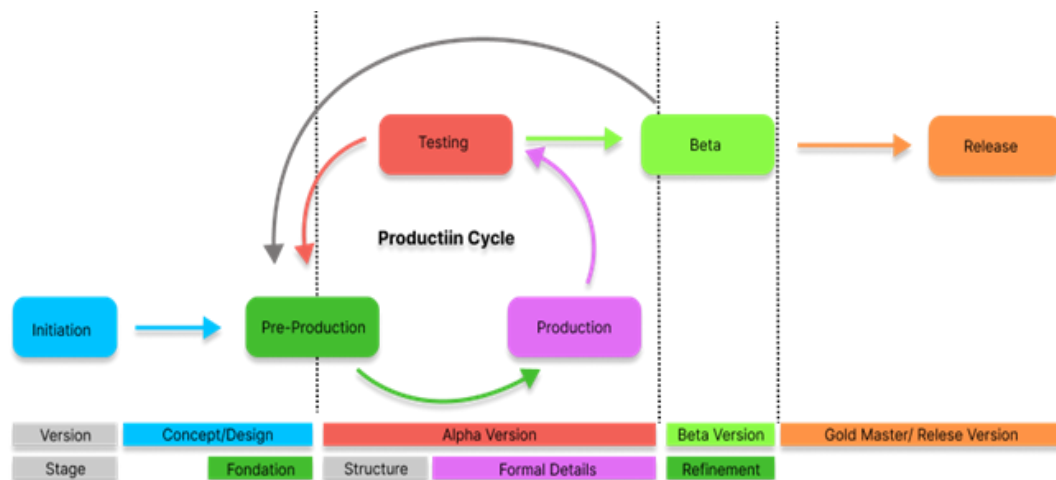 Testing
Beta
Release
Productiin Cycle
Initiation
Pre-Production
Production
Version
Concept/Design
Alpha Version
Beta Version
Gold Master/ Relese Version
Stage
Fondation
Structure
Formal Details
Refinement